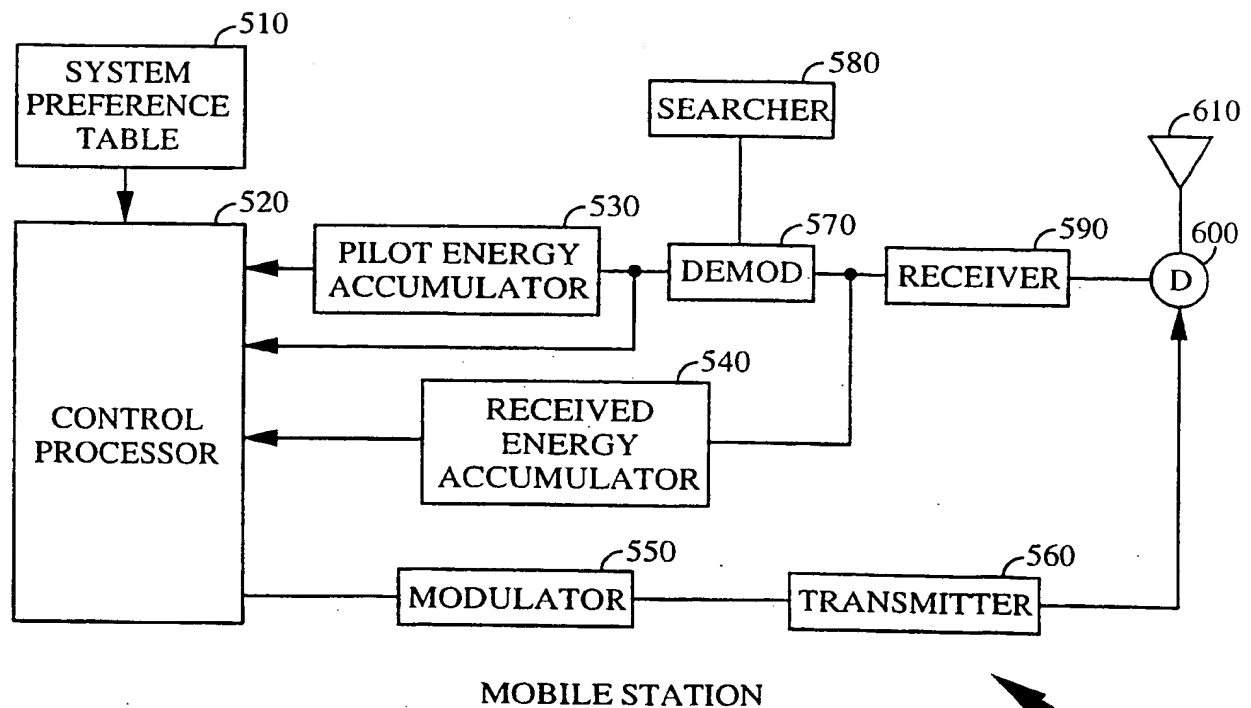 510
SYSTEM
PREFERENCE
TABLE
580
SEARCHER
610
520
530
PILOT ENERGY
ACCUMULATOR
570
DEMOD
590
RECEIVER
600
D
540
RECEIVED
ENERGY
ACCUMULATOR
CONTROL
PROCESSOR
550
MODULATOR
560
TRANSMITTER
MOBILE STATION